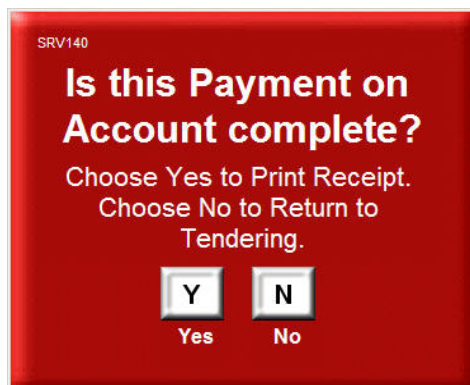 SRV140
Is this Payment on
Account complete?
Choose Yes to Print Receipt.
Choose No to Return to
Tendering.
Y N
Yes No